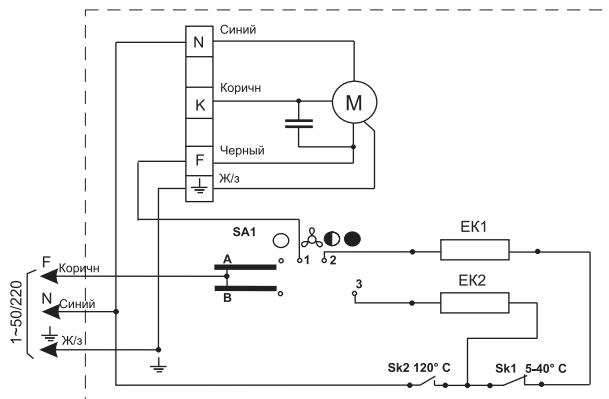 N
Синий
K
Коричн
M
F
Черный
Ж/з
SA1
A
1
2
EK1
F
Коричн
B
3
EK2
N
Синий
1~50/220
Ж/з
Sk2 120° C
Sk1 5-40° C